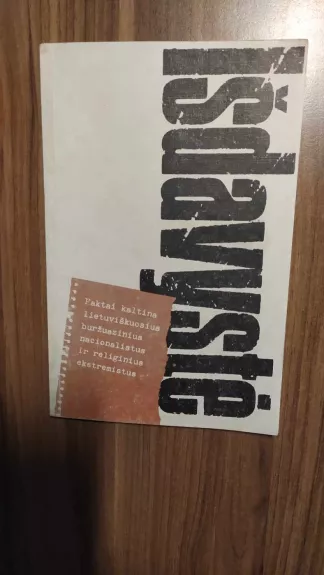 Išdavystė
Faktai kaltina
lietuviškuosius
buržuazinius
nacionalistus
ir religinius
ekstremistus